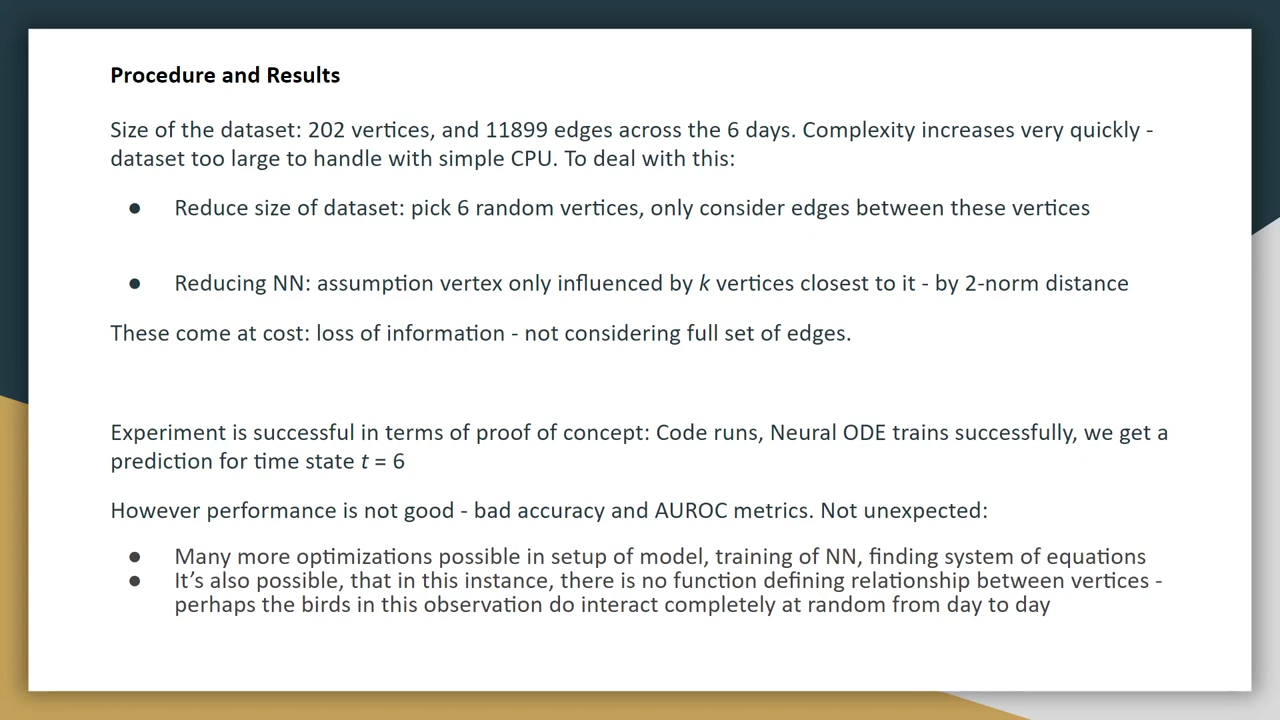 Procedure and Results
Size of the dataset: 202 vertices, and 11899 edges across the 6 days. Complexity increases very quickly -
dataset too large to handle with simple CPU. To deal with this:
● Reduce size of dataset: pick 6 random vertices, only consider edges between these vertices
● Reducing NN: assumption vertex only influenced by k vertices closest to it - by 2-norm distance
These come at cost: loss of information - not considering full set of edges.
Experiment is successful in terms of proof of concept: Code runs, Neural ODE trains successfully, we get a
prediction for time state t = 6
However performance is not good - bad accuracy and AUROC metrics. Not unexpected:
● Many more optimizations possible in setup of model, training of NN, finding system of equations
● It’s also possible, that in this instance, there is no function defining relationship between vertices -
perhaps the birds in this observation do interact completely at random from day to day